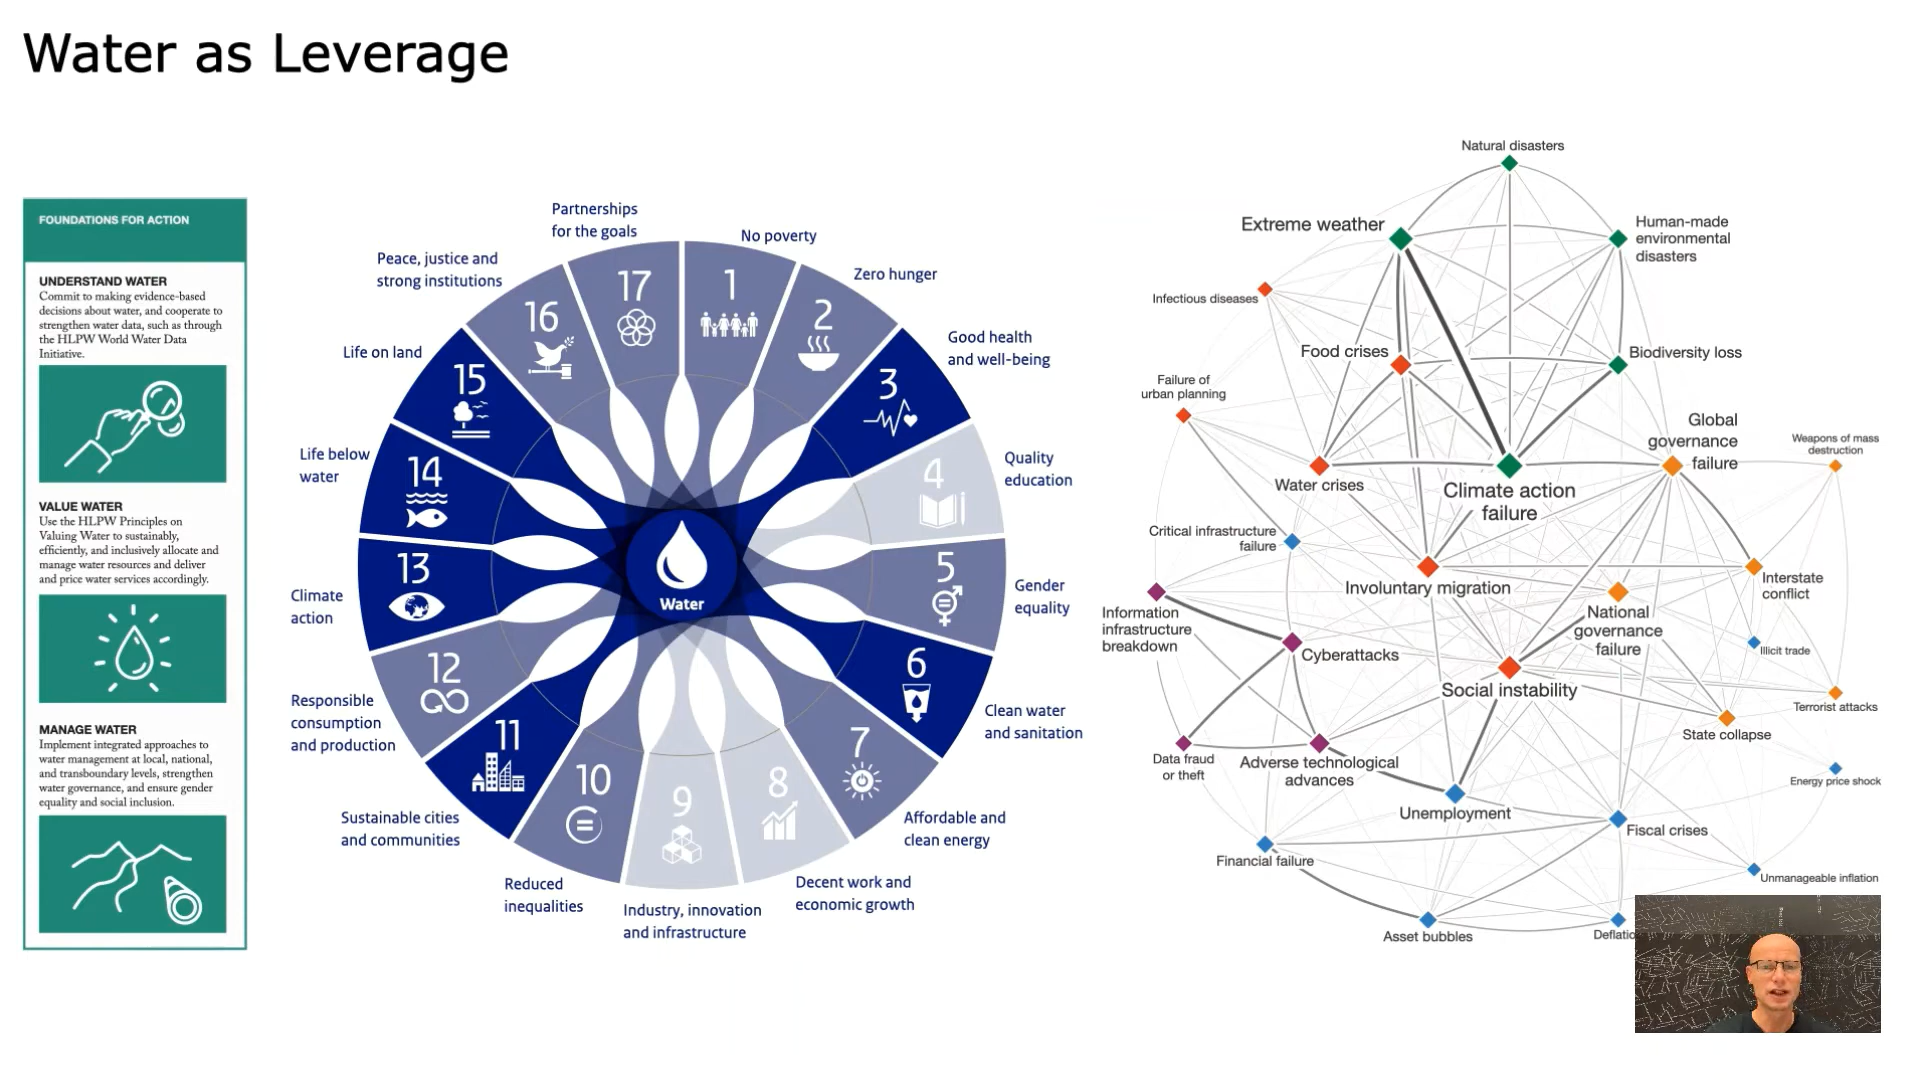 Water as Leverage
FOUNDATIONS FOR ACTION
UNDERSTAND WATER
Commit to making evidence-based
decisions about water, and cooperate to
strengthen water data, such as through
the HLPW World Water Data
Initiative.
VALUE WATER
Use the HLPW Principles on
Valuing Water to sustainably,
efficiently, and inclusively allocate and
manage water resources and deliver
and price water services accordingly.
MANAGE WATER
Implement integrated approaches to
water management at local, national,
and transboundary levels, strengthen
water governance, and ensure gender
equality and social inclusion.
Water
1
No poverty
2
Zero hunger
3
Good health
and well-being
4
Quality
education
5
Gender
equality
6
Clean water
and sanitation
7
Affordable and
clean energy
8
Decent work and
economic growth
9
Industry, innovation
and infrastructure
10
Reduced
inequalities
11
Sustainable cities
and communities
12
Responsible
consumption
and production
13
Climate
action
14
Life below
water
15
Life on land
16
Peace, justice and
strong institutions
17
Partnerships
for the goals
Natural disasters
Extreme weather
Human-made
environmental
disasters
Infectious diseases
Food crises
Biodiversity loss
Failure of
urban planning
Global
governance
failure
Weapons of mass
destruction
Water crises
Climate action
failure
Critical infrastructure
failure
Involuntary migration
Interstate
conflict
Information
infrastructure
breakdown
National
governance
failure
Cyberattacks
Illicit trade
Social instability
Terrorist attacks
State collapse
Data fraud
or theft
Adverse technological
advances
Energy price shock
Unemployment
Fiscal crises
Financial failure
Unmanageable inflation
Asset bubbles
Deflatio